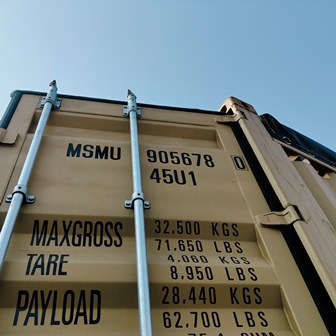 MSMU 905678 0
45U1
MAXGROSS 32,500 KGS
71,650 LBS
TARE 4,060 KGS
8,950 LBS
PAYLOAD 28,440 KGS
62,700 LBS